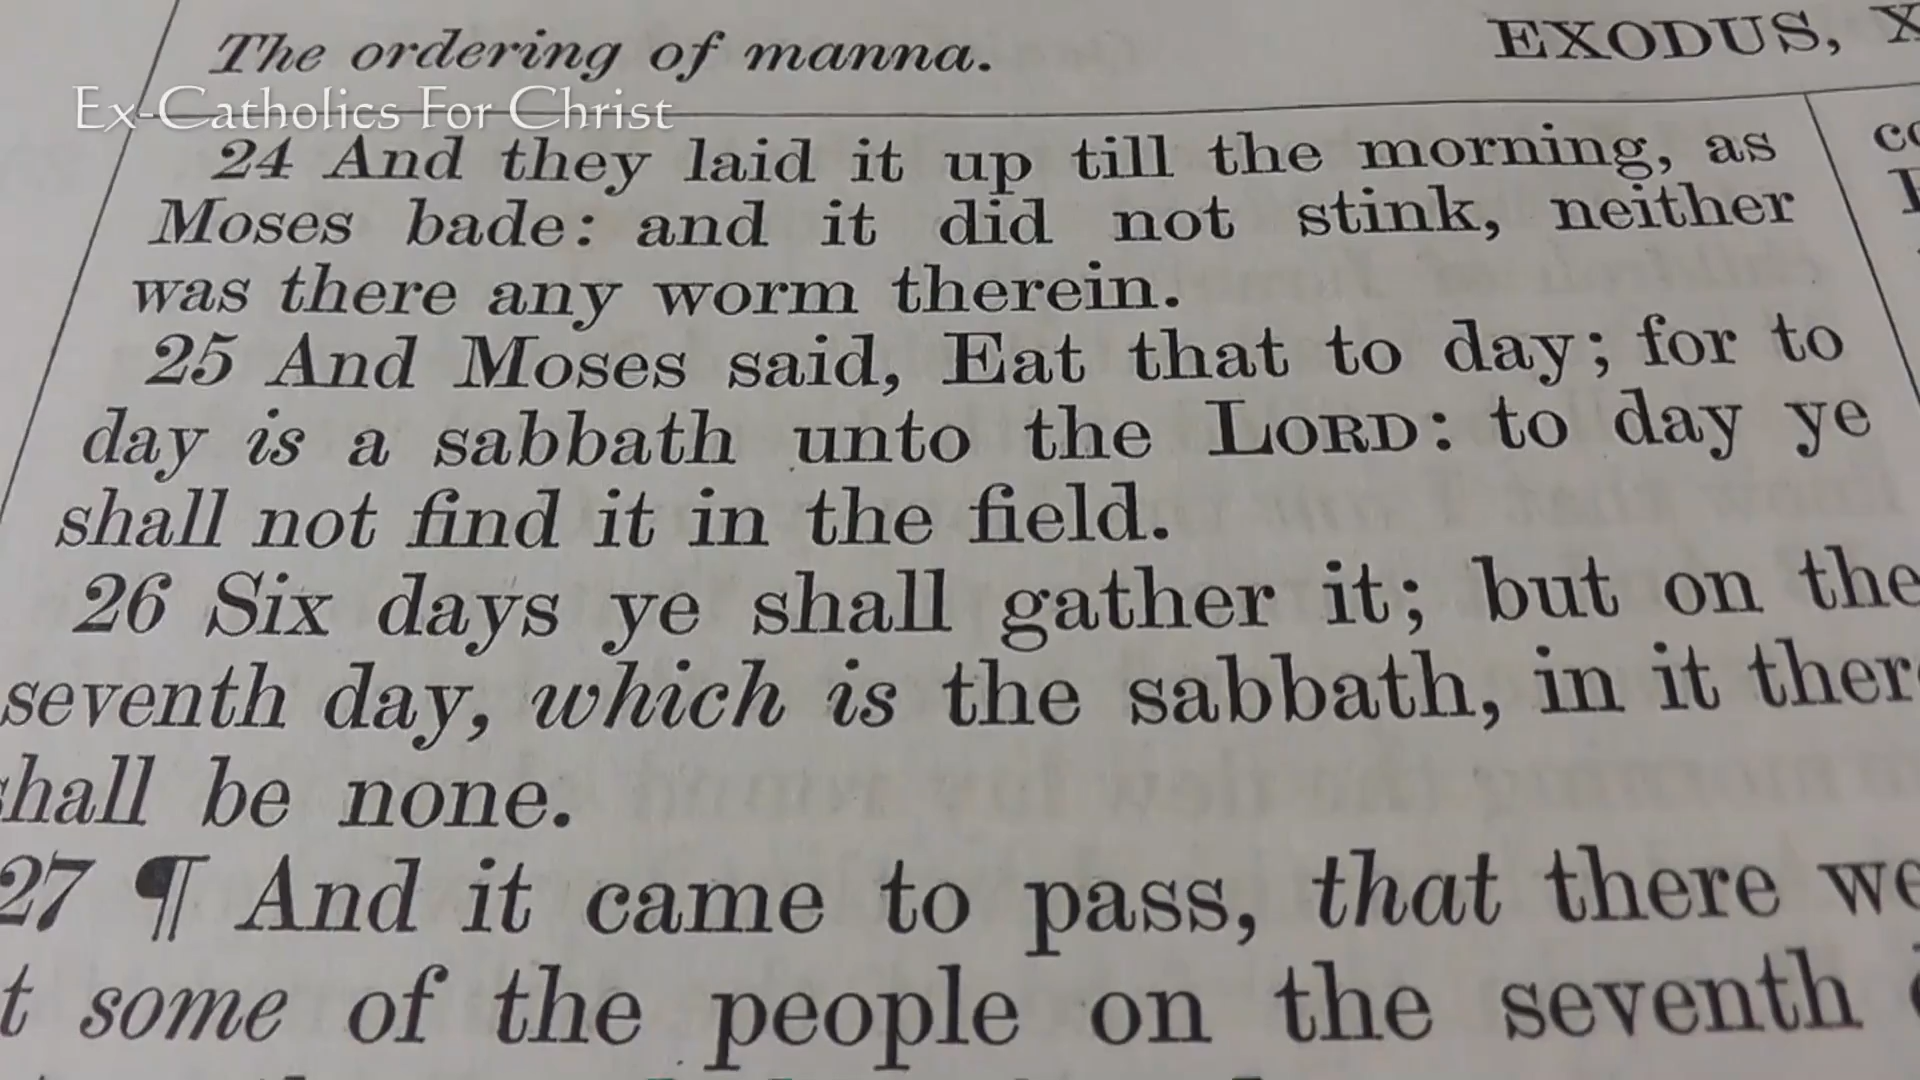 The ordering of manna.
EXODUS, X
Ex-Catholics For Christ
24 And they laid it up till the morning, as
Moses bade: and it did not stink, neither
was there any worm therein.
25 And Moses said, Eat that to day; for to
day is a sabbath unto the LORD: to day ye
shall not find it in the field.
26 Six days ye shall gather it; but on the
seventh day, which is the sabbath, in it ther
shall be none.
27 ¶ And it came to pass, that there we
t some of the people on the seventh